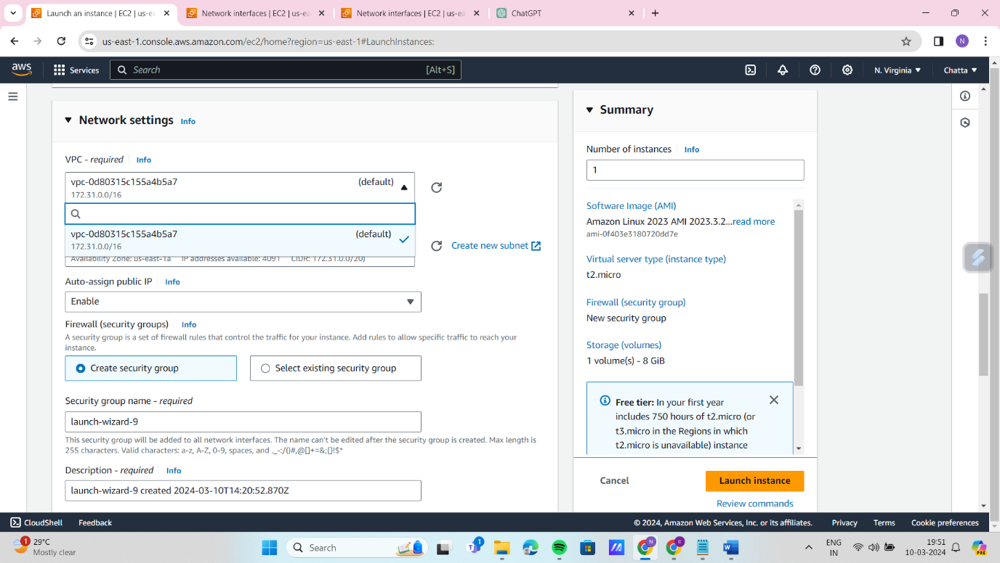 Launch an instance | EC2 | us-ea
Network interfaces | EC2 | us-ea
Network interfaces | EC2 | us-ea
ChatGPT
us-east-1.console.aws.amazon.com/ec2/home?region=us-east-1#LaunchInstances:
N
aws
Services
Search
[Alt+S]
N. Virginia
Chatta
Network settings Info
VPC - required Info
vpc-0d80315c155a4b5a7 (default)
172.31.0.0/16
vpc-0d80315c155a4b5a7 (default)
172.31.0.0/16
Create new subnet
Availability Zone: us-east-1a IP addresses available: 4091 CIDR: 172.31.0.0/20)
Auto-assign public IP Info
Enable
Firewall (security groups) Info
A security group is a set of firewall rules that control the traffic for your instance. Add rules to allow specific traffic to reach your
instance.
Create security group
Select existing security group
Security group name - required
launch-wizard-9
This security group will be added to all network interfaces. The name can't be edited after the security group is created. Max length is
255 characters. Valid characters: a-z, A-Z, 0-9, spaces, and ._-:/()#,@[]+=&;{}!$*
Description - required Info
launch-wizard-9 created 2024-03-10T14:20:52.870Z
Summary
Number of instances Info
1
Software Image (AMI)
Amazon Linux 2023 AMI 2023.3.2...read more
ami-0f403e3180720dd7e
Virtual server type (instance type)
t2.micro
Firewall (security group)
New security group
Storage (volumes)
1 volume(s) - 8 GiB
Free tier: In your first year
includes 750 hours of t2.micro (or
t3.micro in the Regions in which
t2.micro is unavailable) instance
Cancel
Launch instance
Review commands
CloudShell
Feedback
© 2024, Amazon Web Services, Inc. or its affiliates.
Privacy
Terms
Cookie preferences
1
29°C
Mostly clear
Search
1
N
C
W
ENG
IN
19:51
10-03-2024
PRE